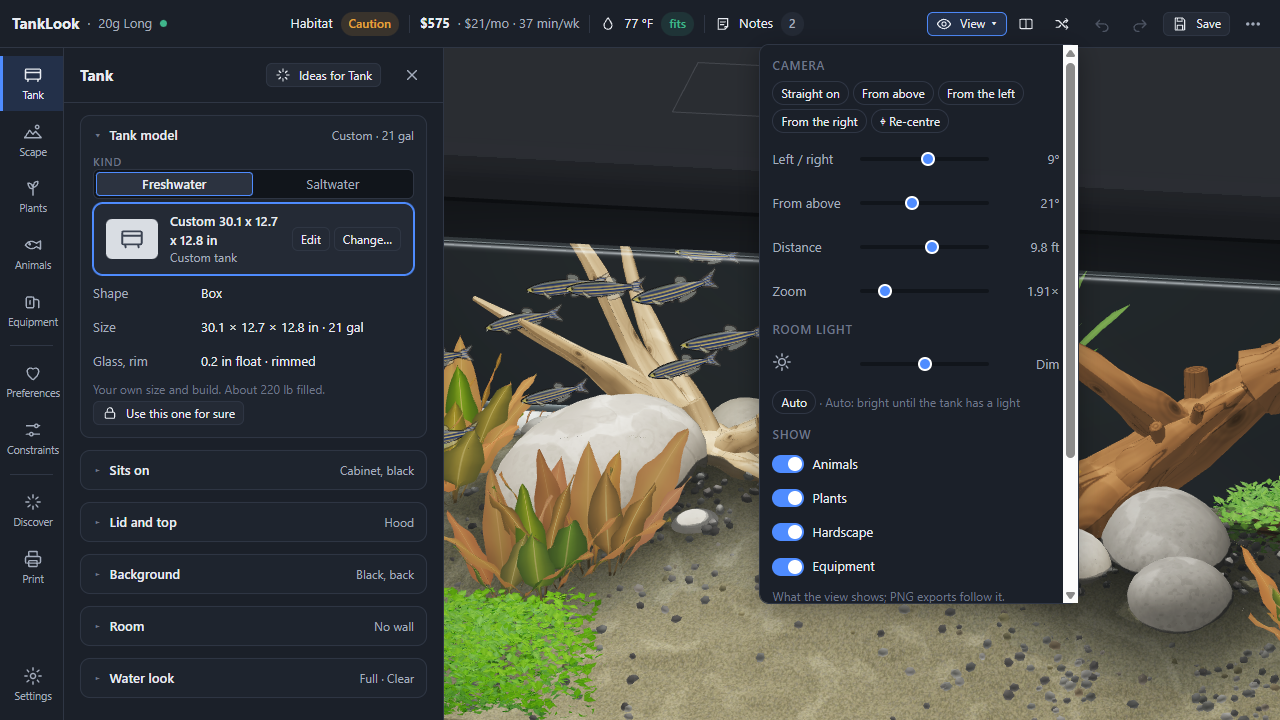 TankLook · 20g Long
Habitat Caution $575 · $21/mo · 37 min/wk 77 °F fits Notes 2 View Save
Tank
Scape
Plants
Animals
Equipment
Preferences
Constraints
Discover
Print
Settings
Tank
Ideas for Tank
Tank model Custom · 21 gal
KIND
Freshwater Saltwater
Custom 30.1 x 12.7
x 12.8 in
Custom tank
Edit Change...
Shape Box
Size 30.1 × 12.7 × 12.8 in · 21 gal
Glass, rim 0.2 in float · rimmed
Your own size and build. About 220 lb filled.
Use this one for sure
Sits on Cabinet, black
Lid and top Hood
Background Black, back
Room No wall
Water look Full · Clear
CAMERA
Straight on From above From the left
From the right Re-centre
Left / right 9°
From above 21°
Distance 9.8 ft
Zoom 1.91×
ROOM LIGHT
Dim
Auto · Auto: bright until the tank has a light
SHOW
Animals
Plants
Hardscape
Equipment
What the view shows; PNG exports follow it.